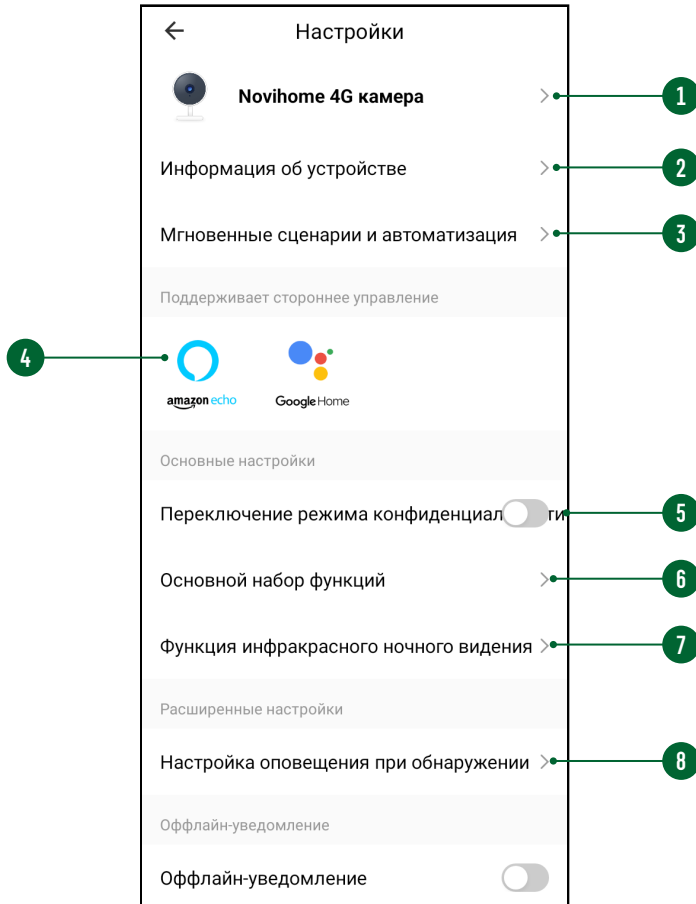 Настройки
Novihome 4G камера
1
Информация об устройстве
2
Мгновенные сценарии и автоматизация
3
Поддерживает стороннее управление
4
amazon echo
Google Home
Основные настройки
Переключение режима конфиденциал ти
5
Основной набор функций
6
Функция инфракрасного ночного видения
7
Расширенные настройки
Настройка оповещения при обнаружении
8
Оффлайн-уведомление
Оффлайн-уведомление